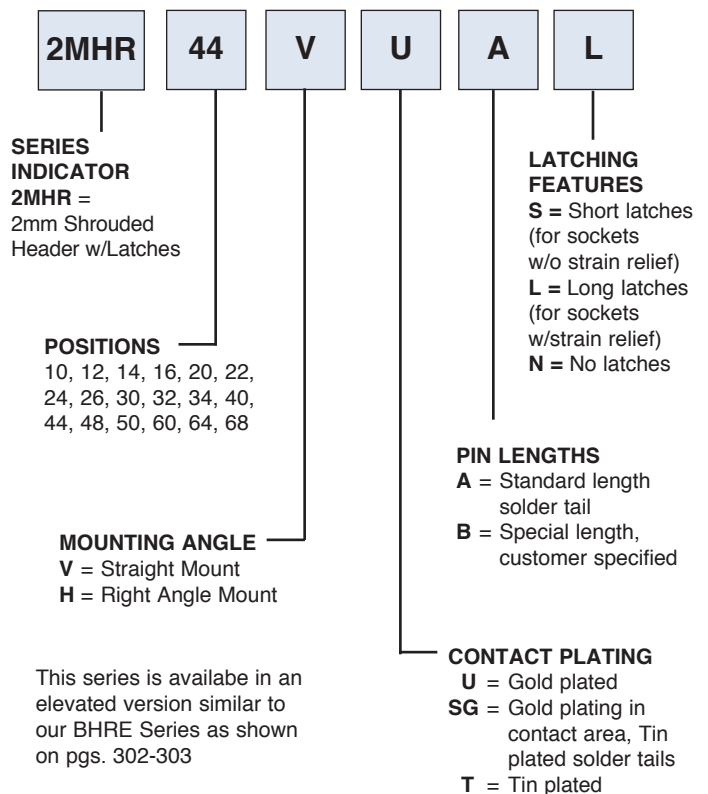 2MHR 44 V U A L
SERIES
INDICATOR
2MHR =
2mm Shrouded
Header w/Latches
POSITIONS
10, 12, 14, 16, 20, 22,
24, 26, 30, 32, 34, 40,
44, 48, 50, 60, 64, 68
MOUNTING ANGLE
V = Straight Mount
H = Right Angle Mount
This series is availabe in an
elevated version similar to
our BHRE Series as shown
on pgs. 302-303
LATCHING
FEATURES
S = Short latches
(for sockets
w/o strain relief)
L = Long latches
(for sockets
w/strain relief)
N = No latches
PIN LENGTHS
A = Standard length
solder tail
B = Special length,
customer specified
CONTACT PLATING
U = Gold plated
SG = Gold plating in
contact area, Tin
plated solder tails
T = Tin plated